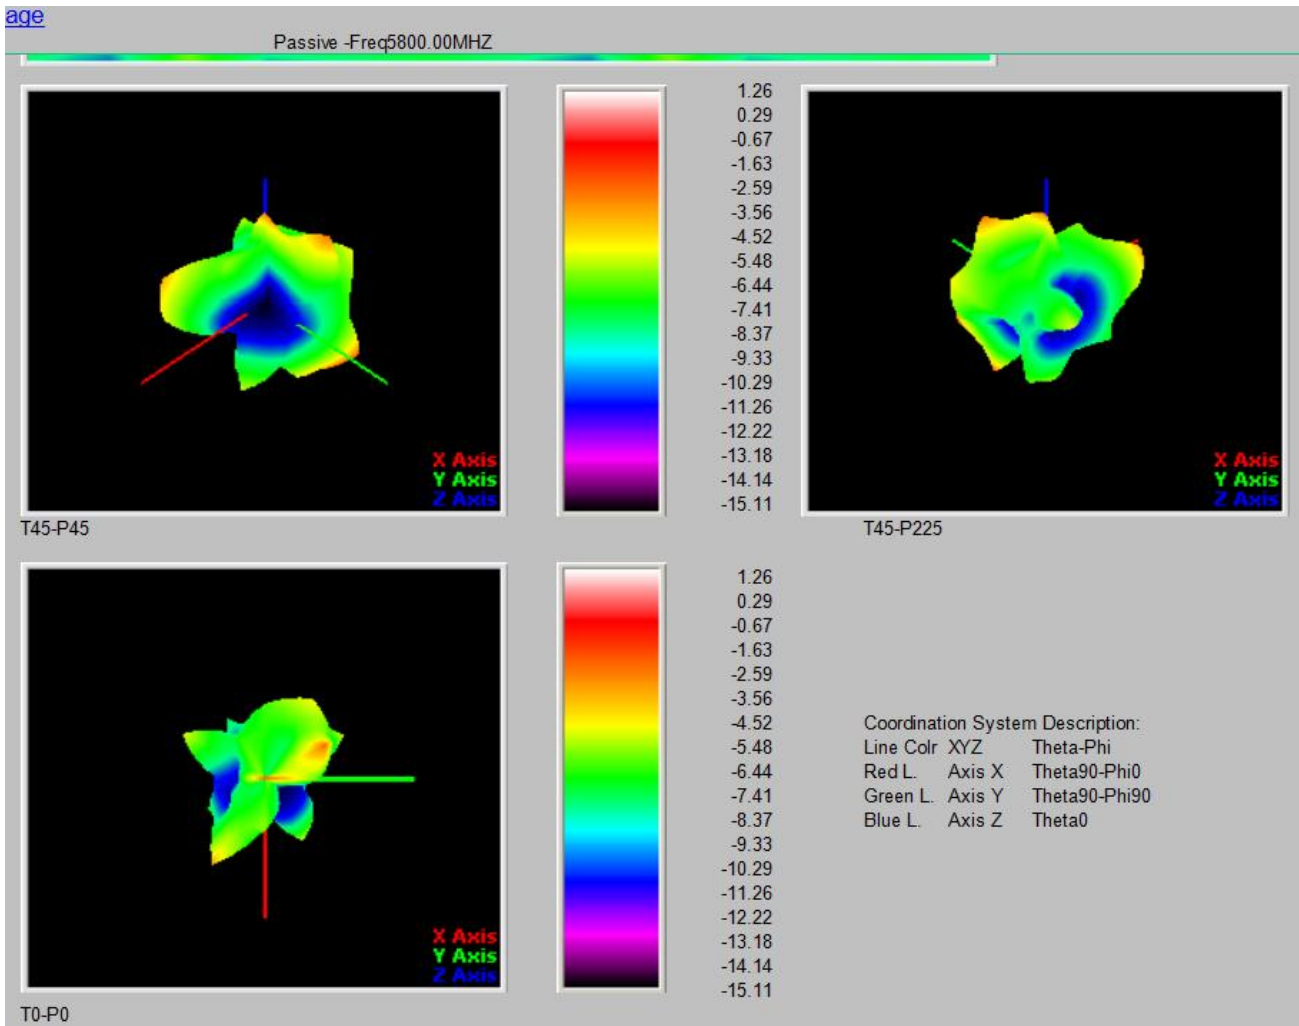 age
Passive -Freq5800.00MHZ
X Axis
Y Axis
Z Axis
T45-P45
1.26
0.29
-0.67
-1.63
-2.59
-3.56
-4.52
-5.48
-6.44
-7.41
-8.37
-9.33
-10.29
-11.26
-12.22
-13.18
-14.14
-15.11
X Axis
Y Axis
Z Axis
T45-P225
X Axis
Y Axis
Z Axis
T0-P0
1.26
0.29
-0.67
-1.63
-2.59
-3.56
-4.52
-5.48
-6.44
-7.41
-8.37
-9.33
-10.29
-11.26
-12.22
-13.18
-14.14
-15.11
Coordination System Description:
Line Colr XYZ Theta-Phi
Red L. Axis X Theta90-Phi0
Green L. Axis Y Theta90-Phi90
Blue L. Axis Z Theta0